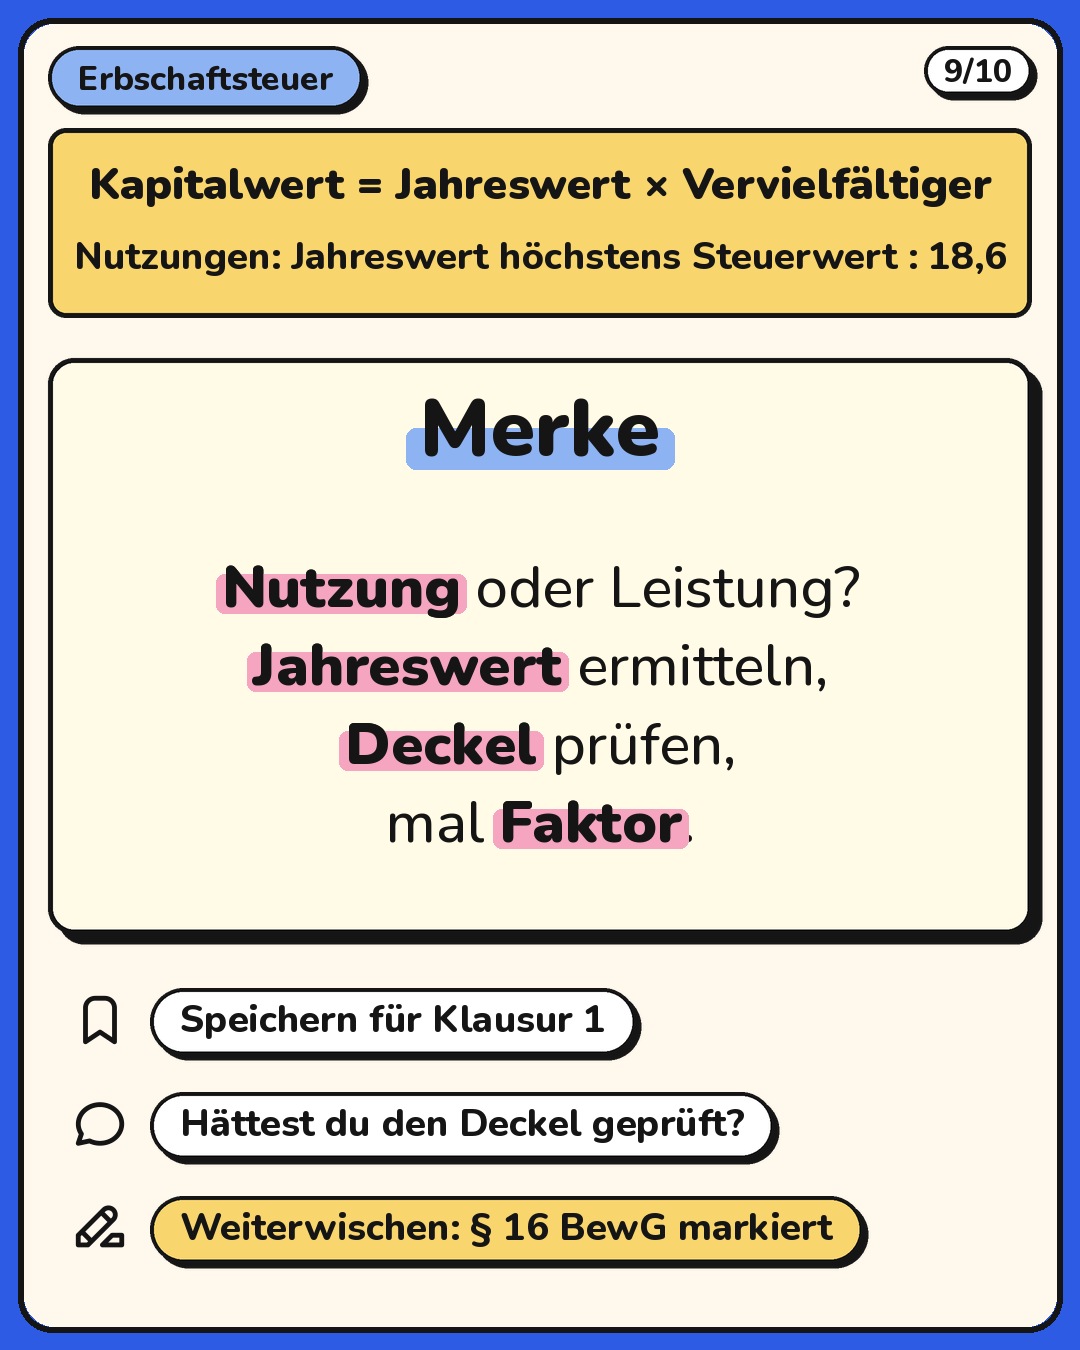 Erbschaftsteuer
9/10
Kapitalwert = Jahreswert × Vervielfältiger
Nutzungen: Jahreswert höchstens Steuerwert : 18,6
Merke
Nutzung oder Leistung?
Jahreswert ermitteln,
Deckel prüfen,
mal Faktor.
Speichern für Klausur 1
Hättest du den Deckel geprüft?
Weiterwischen: § 16 BewG markiert